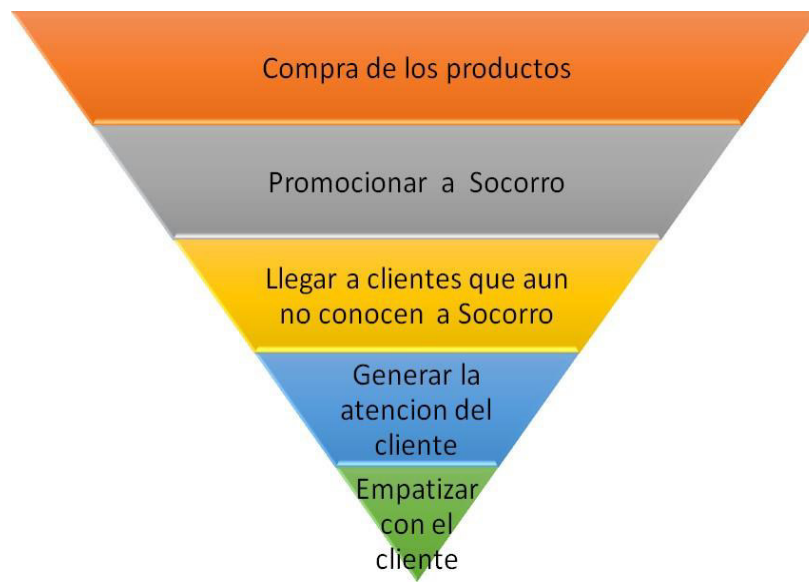 Compra de los productos
Promocionar a Socorro
Llegar a clientes que aun
no conocen a Socorro
Generar la
atencion del
cliente
Empatizar
con el
cliente